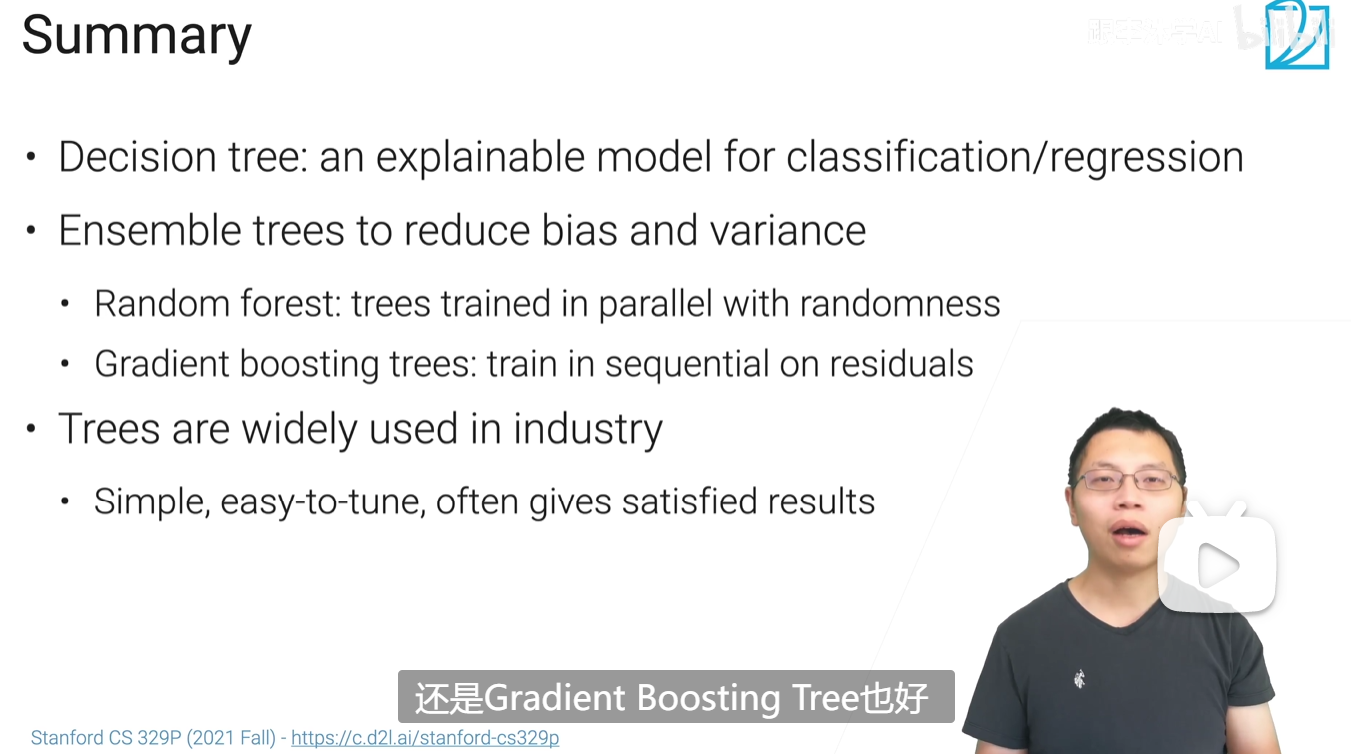 Summary
bilibili
• Decision tree: an explainable model for classification/regression
• Ensemble trees to reduce bias and variance
• Random forest: trees trained in parallel with randomness
• Gradient boosting trees: train in sequential on residuals
• Trees are widely used in industry
• Simple, easy-to-tune, often gives satisfied results
还是Gradient Boosting Tree也好
Stanford CS 329P (2021 Fall) - https://c.d2l.ai/stanford-cs329p